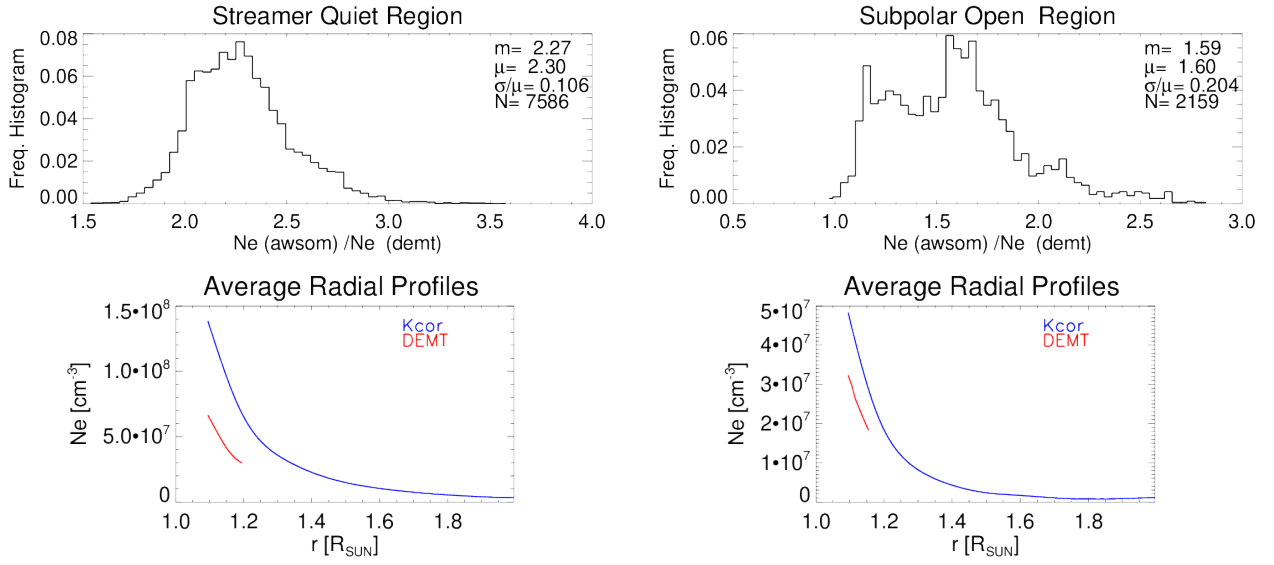 Streamer Quiet Region
Freq. Histogram
0.08
0.06
0.04
0.02
0.00
m= 2.27
μ= 2.30
σ/μ= 0.106
N= 7586
1.5 2.0 2.5 3.0 3.5 4.0
Ne (awsom) /Ne (demt)
Subpolar Open Region
Freq. Histogram
0.06
0.04
0.02
0.00
m= 1.59
μ= 1.60
σ/μ= 0.204
N= 2159
0.5 1.0 1.5 2.0 2.5 3.0
Ne (awsom) /Ne (demt)
Average Radial Profiles
Ne [cm⁻³]
1.5•10⁸
1.0•10⁸
5.0•10⁷
0
Kcor
DEMT
1.0 1.2 1.4 1.6 1.8
r [R_SUN]
Average Radial Profiles
Ne [cm⁻³]
5•10⁷
4•10⁷
3•10⁷
2•10⁷
1•10⁷
0
Kcor
DEMT
1.0 1.2 1.4 1.6 1.8
r [R_SUN]